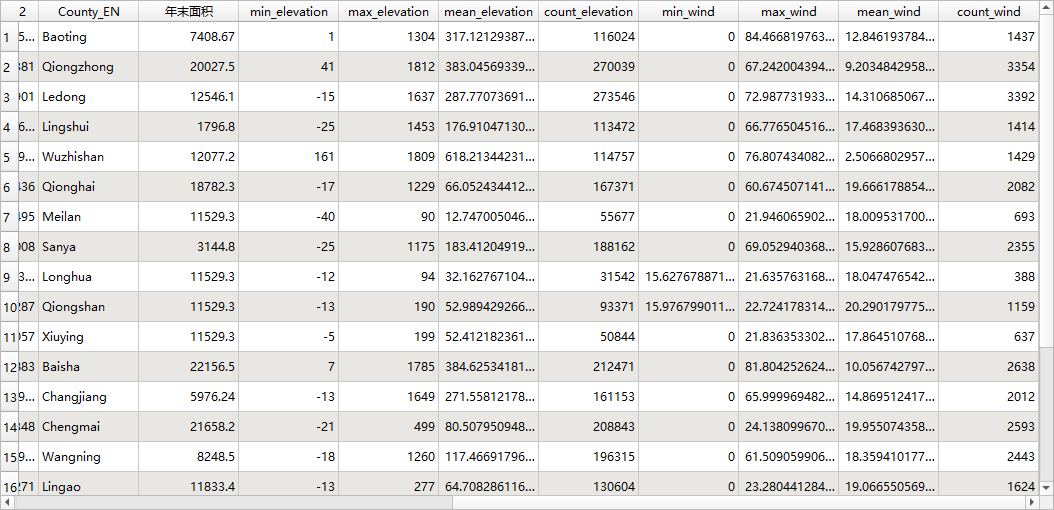 2 County_EN 年末面积 min_elevation max_elevation mean_elevation count_elevation min_wind max_wind mean_wind count_wind
1 5... Baoting 7408.67 1 1304 317.12129387... 116024 0 84.466819763... 12.846193784... 1437
2 381 Qiongzhong 20027.5 41 1812 383.04569339... 270039 0 67.242004394... 9.2034842958... 3354
3 901 Ledong 12546.1 -15 1637 287.77073691... 273546 0 72.987731933... 14.310685067... 3392
4 6... Lingshui 1796.8 -25 1453 176.91047130... 113472 0 66.776504516... 17.468393630... 1414
5 9... Wuzhishan 12077.2 161 1809 618.21344231... 114757 0 76.807434082... 2.5066802957... 1429
6 436 Qionghai 18782.3 -17 1229 66.052434412... 167371 0 60.674507141... 19.666178854... 2082
7 495 Meilan 11529.3 -40 90 12.747005046... 55677 0 21.946065902... 18.009531700... 693
8 008 Sanya 3144.8 -25 1175 183.41204919... 188162 0 69.052940368... 15.928607683... 2355
9 3... Longhua 11529.3 -12 94 32.162767104... 31542 15.627678871... 21.635763168... 18.047476542... 388
10 287 Qiongshan 11529.3 -13 190 52.989429266... 93371 15.976799011... 22.724178314... 20.290179775... 1159
11 957 Xiuying 11529.3 -5 199 52.412182361... 50844 0 21.836353302... 17.864510768... 637
12 383 Baisha 22156.5 7 1785 384.62534181... 212471 0 81.804252624... 10.056742797... 2638
13 9... Changjiang 5976.24 -13 1649 271.55812178... 161153 0 65.999969482... 14.869512417... 2012
14 348 Chengmai 21658.2 -21 499 80.507950948... 208843 0 24.138099670... 19.955074358... 2593
15 9... Wangning 8248.5 -18 1260 117.46691796... 196315 0 61.509059906... 18.359410177... 2443
16 271 Lingao 11833.4 -13 277 64.708286116... 130604 0 23.280441284... 19.066550569... 1624